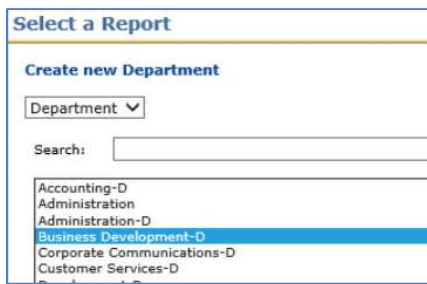 Select a Report
Create new Department
Department
Search:
Accounting-D
Administration
Administration-D
Business Development-D
Corporate Communications-D
Customer Services-D